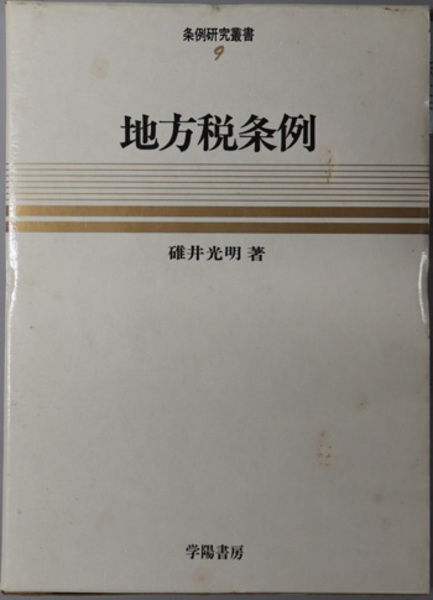 条例研究叢書
9
地方税条例
碓井光明著
学陽書房